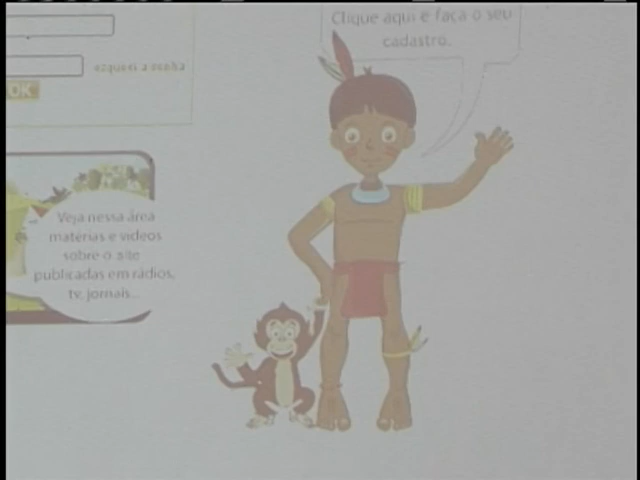 Clique aqui e faça o seu
cadastro.
esqueci a senha
OK
Veja nessa área
matérias e vídeos
sobre o site
publicadas em rádios,
tv, jornais...